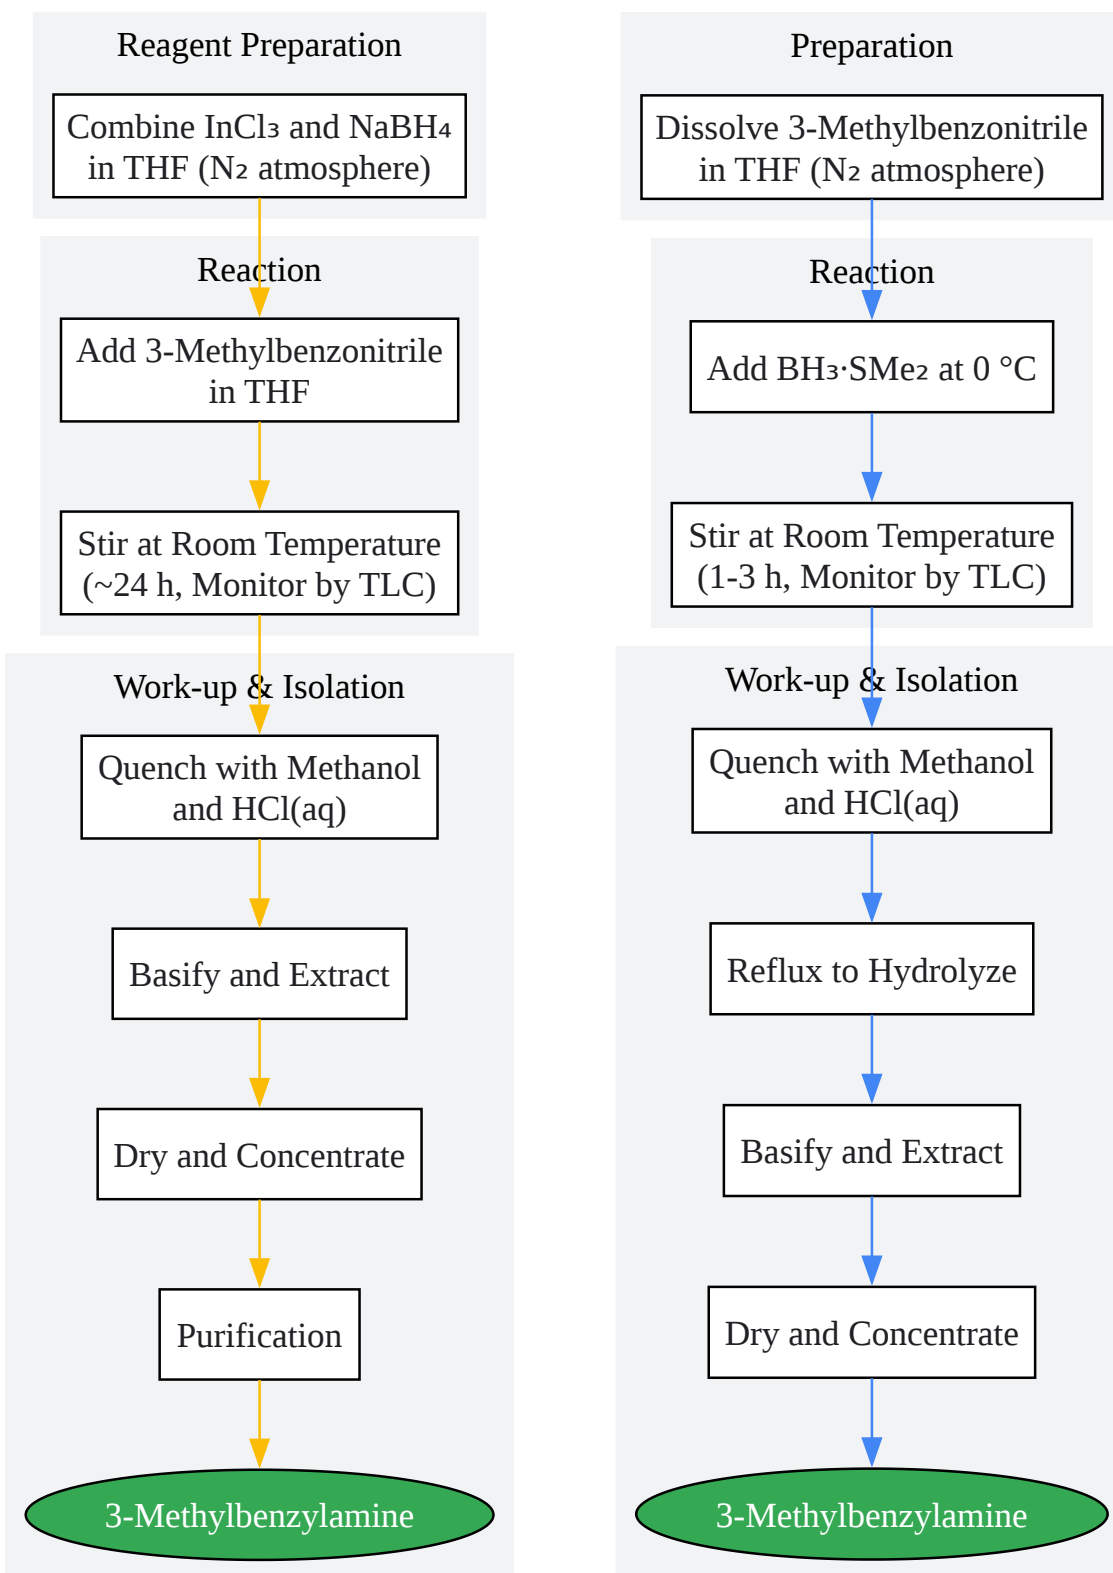 Reagent Preparation
Combine InCl₃ and NaBH₄
in THF (N₂ atmosphere)
Reaction
Add 3-Methylbenzonitrile
in THF
Stir at Room Temperature
(~24 h, Monitor by TLC)
Work-up & Isolation
Quench with Methanol
and HCl(aq)
Basify and Extract
Dry and Concentrate
Purification
3-Methylbenzylamine
Preparation
Dissolve 3-Methylbenzonitrile
in THF (N₂ atmosphere)
Reaction
Add BH₃·SMe₂ at 0 °C
Stir at Room Temperature
(1-3 h, Monitor by TLC)
Work-up & Isolation
Quench with Methanol
and HCl(aq)
Reflux to Hydrolyze
Basify and Extract
Dry and Concentrate
3-Methylbenzylamine